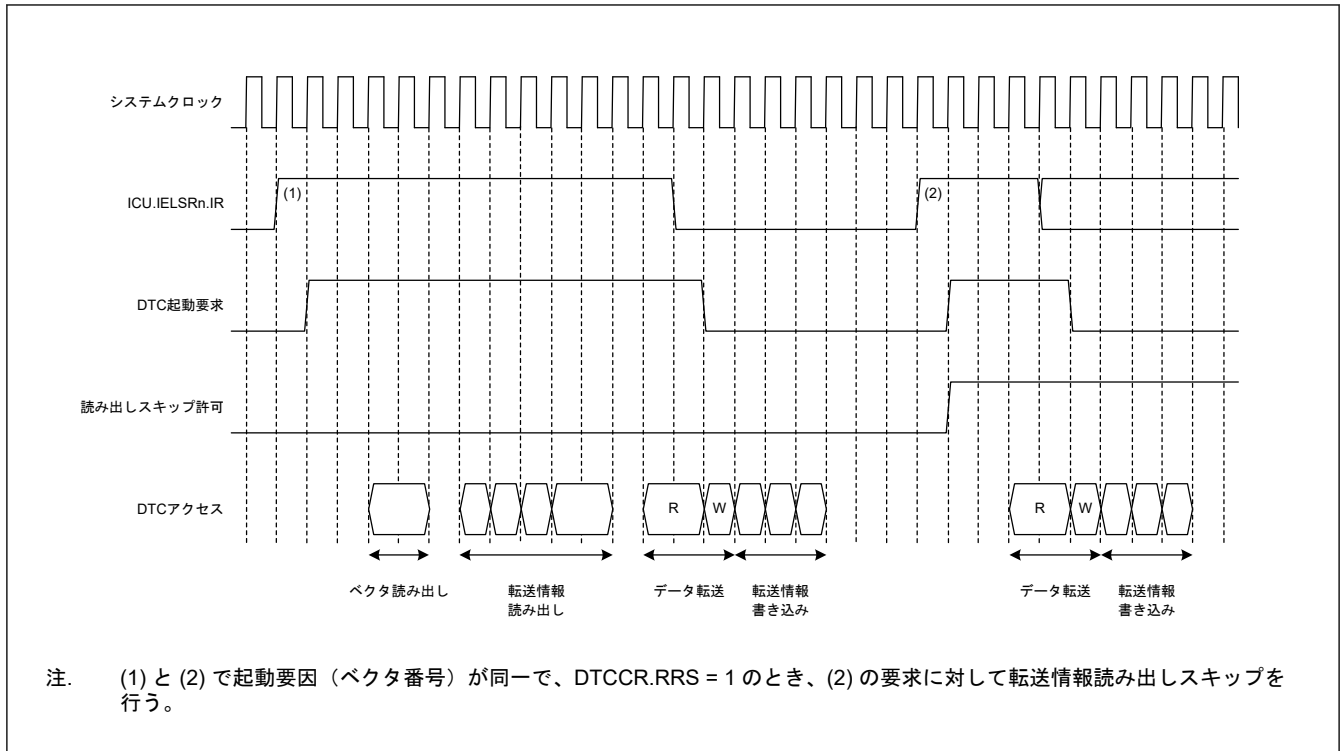 システムクロック
ICU.IELSRn.IR
(1)
(2)
DTC起動要求
読み出しスキップ許可
DTCアクセス
R
W
R
W
ベクタ読み出し
転送情報
読み出し
データ転送
転送情報
書き込み
データ転送
転送情報
書き込み
注. (1) と (2) で起動要因（ベクタ番号）が同一で、DTCCR.RRS = 1 のとき、(2) の要求に対して転送情報読み出しスキップを
行う。